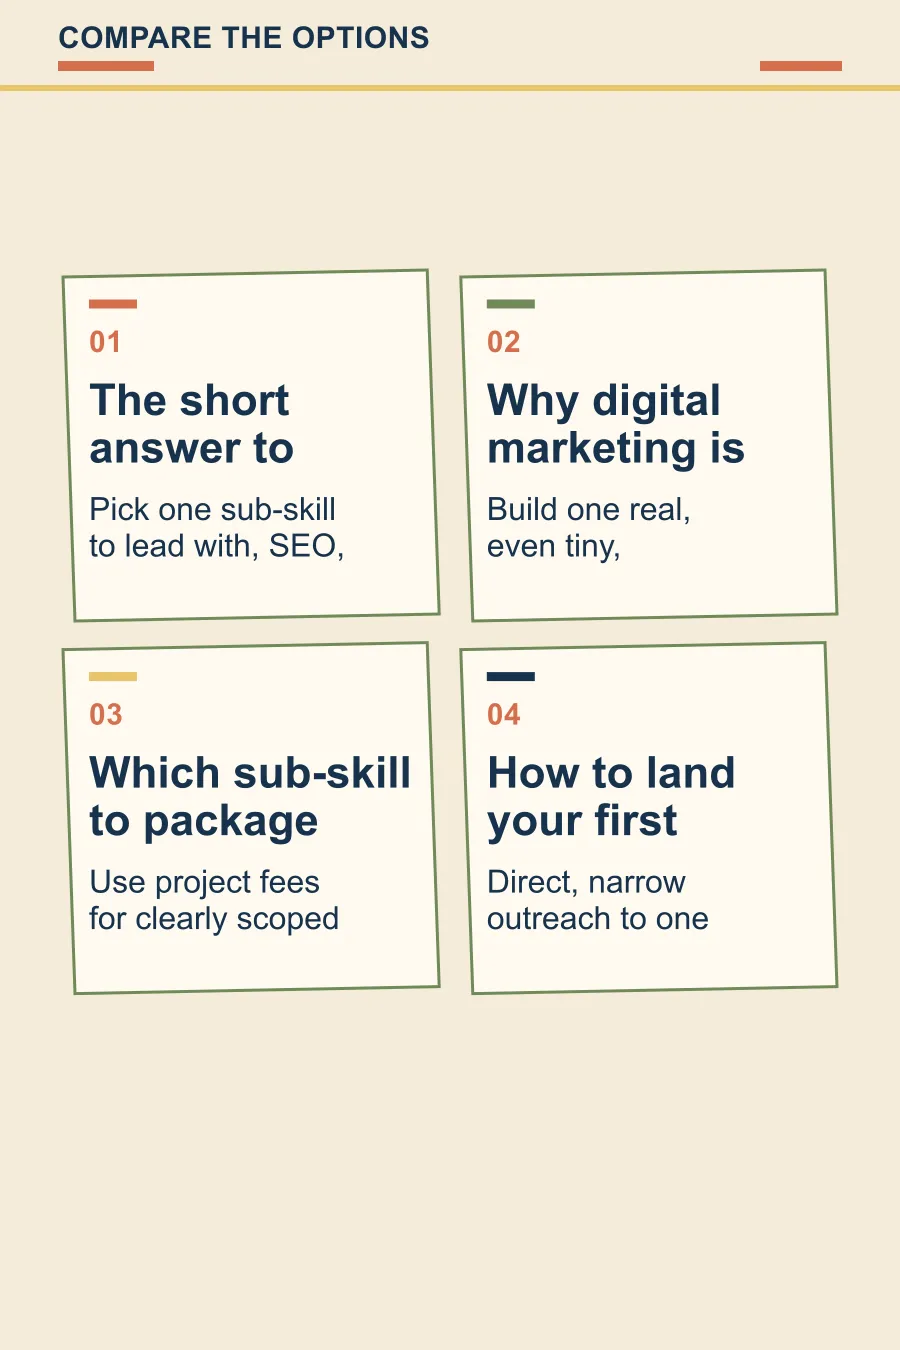 COMPARE THE OPTIONS
01
The short
answer to
Pick one sub-skill
to lead with, SEO,
02
Why digital
marketing is
Build one real,
even tiny,
03
Which sub-skill
to package
Use project fees
for clearly scoped
04
How to land
your first
Direct, narrow
outreach to one